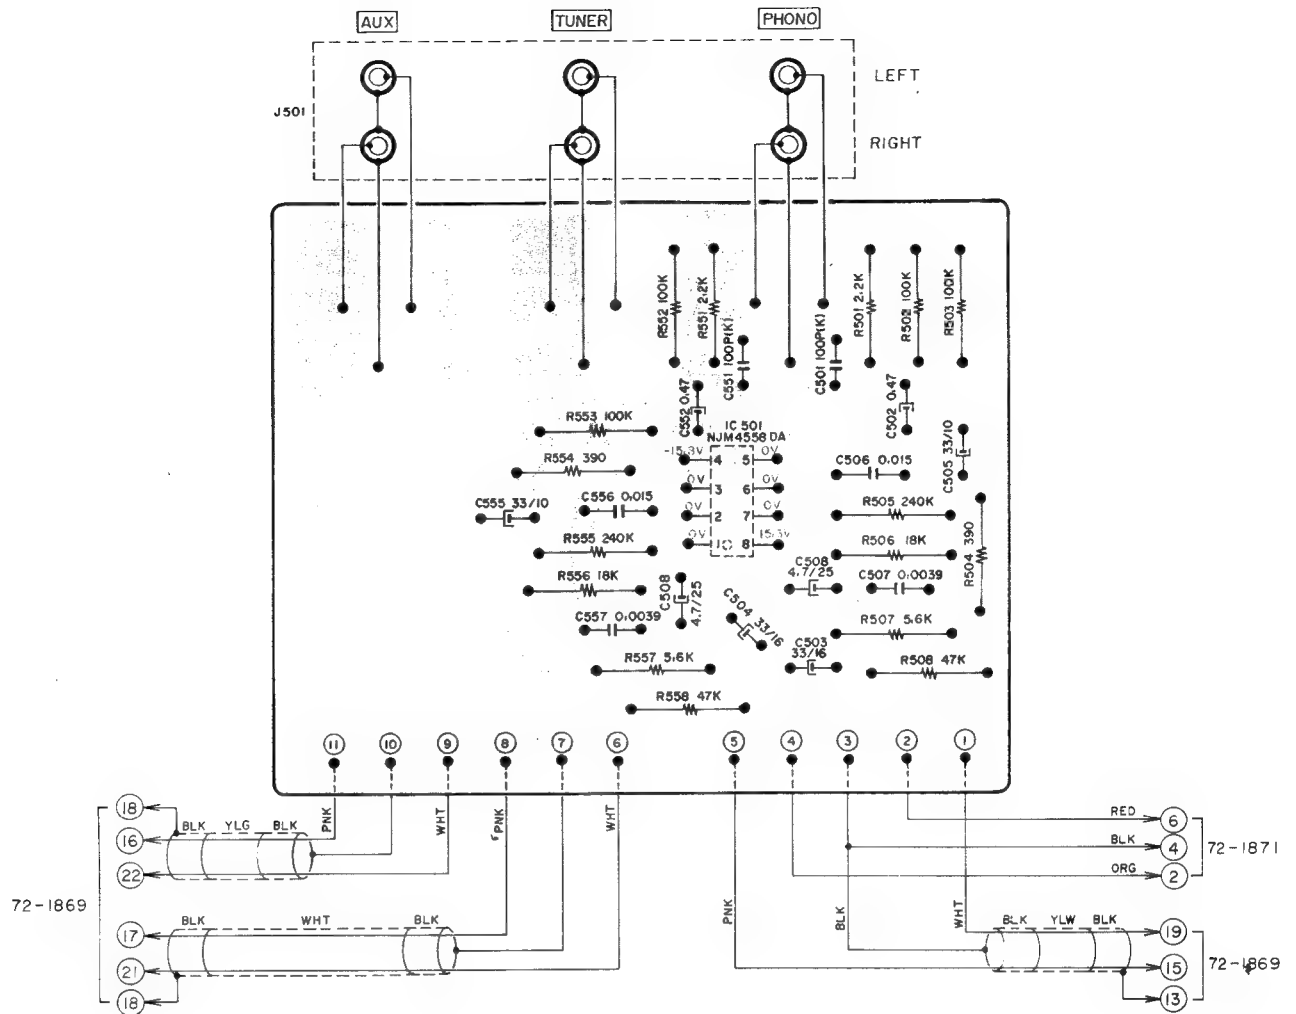 AUX
TUNER
PHONO
LEFT
J501
RIGHT
R552 100K
R551 2.2K
C551 100P(K)
C501 100P(K)
R501 2.2K
R502 100K
R503 100K
C552 0.47
C502 0.47
R553 100K
IC 501
NJM4558DA
C505 33/10
-15.3V
4
5
0V
R554 390
C506 0.015
0V
3
6
0V
C555 33/10
C556 0.015
R505 240K
0V
2
7
0V
R555 240K
R506 18K
R504 390
0V
1
8
15.3V
R556 18K
C508
4.7/25
C508
4.7/25
C507 0.0039
C557 0.0039
C504 33/16
R507 5.6K
R557 5.6K
C503
33/16
R508 47K
R558 47K
11
10
9
8
7
6
5
4
3
2
1
PNK
WHT
PNK
WHT
18
BLK YLG BLK
16
22
72-1869
17
BLK WHT BLK
21
18
RED
6
BLK
4
72-1871
ORG
2
PNK
BLK
WHT
BLK YLW BLK
19
15
72-1869
13